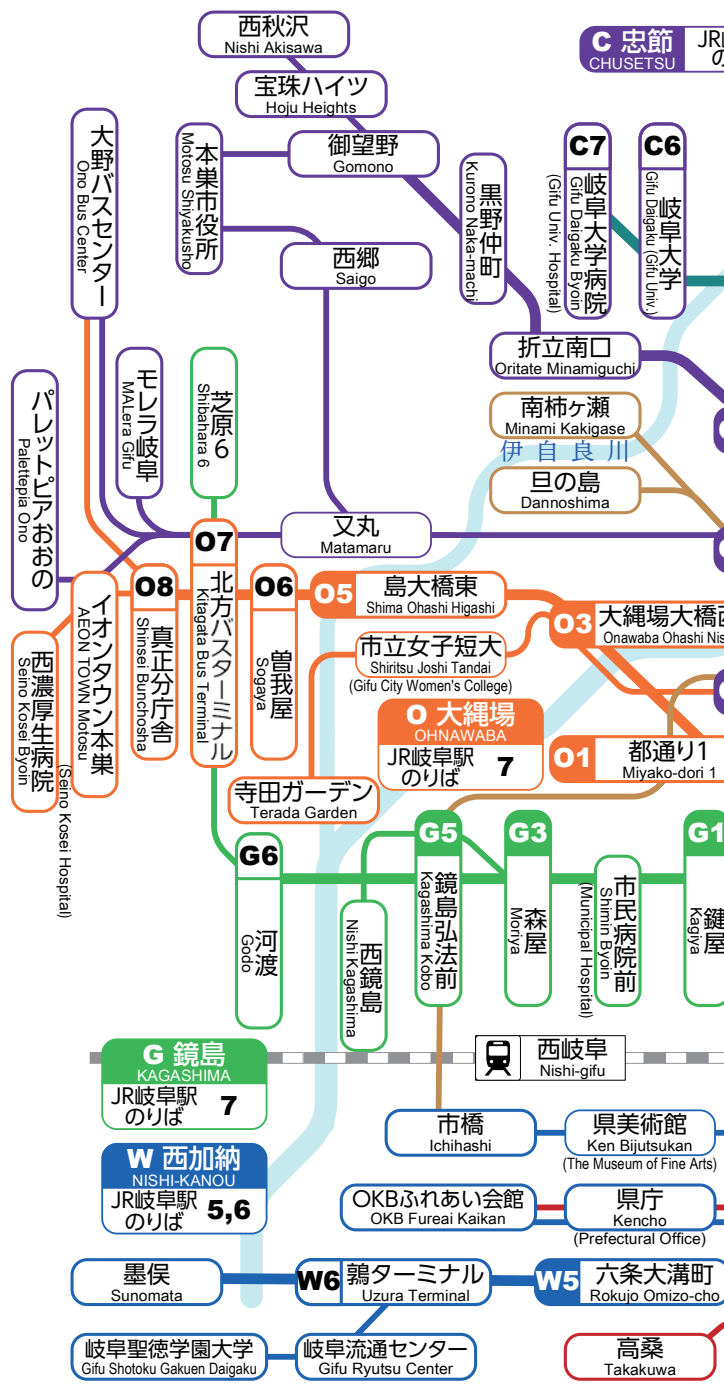 西秋沢
Nishi Akisawa
C 忠節
CHUSETSU
JR
の
宝珠ハイツ
Hoju Heights
大野バスセンター
Ono Bus Center
本巣市役所
Motosu Shiyakusho
御望野
Gomono
黒野仲町
Kurono Naka-machi
C7
岐阜大学病院
Gifu Daigaku Byoin
(Gifu Univ. Hospital)
C6
岐阜大学
Gifu Daigaku (Gifu Univ.)
西郷
Saigo
折立南口
Oritate Minamiguchi
パレットピアおおの
Palettepia Ono
モレラ岐阜
MALera Gifu
芝原6
Shibahara 6
南柿ヶ瀬
Minami Kakigase
伊自良川
旦の島
Dannoshima
又丸
Matamaru
西濃厚生病院
Seino Kosei Byoin
(Seino Kosei Hospital)
イオンタウン本巣
AEON TOWN Motosu
O8
真正分庁舎
Shinsei Bunchosha
O7
北方バスターミナル
Kitagata Bus Terminal
O6
曽我屋
Sogaya
O5
島大橋東
Shima Ohashi Higashi
O3
大縄場大橋西
Onawaba Ohashi Nis
市立女子短大
Shiritsu Joshi Tandai
(Gifu City Women's College)
O 大縄場
OHNAWABA
JR岐阜駅
のりば 7
O1
都通り1
Miyako-dori 1
寺田ガーデン
Terada Garden
G6
河渡
Godo
西鏡島
Nishi Kagashima
G5
鏡島弘法前
Kagashima Kobo
G3
森屋
Moriya
市民病院前
Shimin Byoin
(Municipal Hospital)
G1
鍵屋
Kagiya
G 鏡島
KAGASHIMA
JR岐阜駅
のりば 7
西岐阜
Nishi-gifu
W 西加納
NISHI-KANOU
JR岐阜駅
のりば 5,6
市橋
Ichihashi
県美術館
Ken Bijutsukan
(The Museum of Fine Arts)
OKBふれあい会館
OKB Fureai Kaikan
県庁
Kencho
(Prefectural Office)
墨俣
Sunomata
W6
鶉ターミナル
Uzura Terminal
W5
六条大溝町
Rokujo Omizo-cho
岐阜聖徳学園大学
Gifu Shotoku Gakuen Daigaku
岐阜流通センター
Gifu Ryutsu Center
高桑
Takakuwa